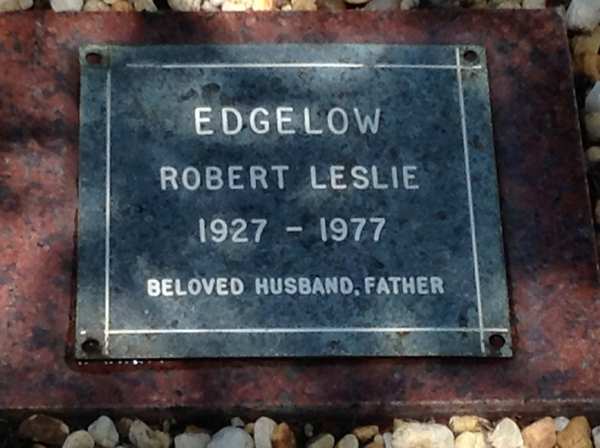 EDGELOW
ROBERT LESLIE
1927 - 1977
BELOVED HUSBAND, FATHER